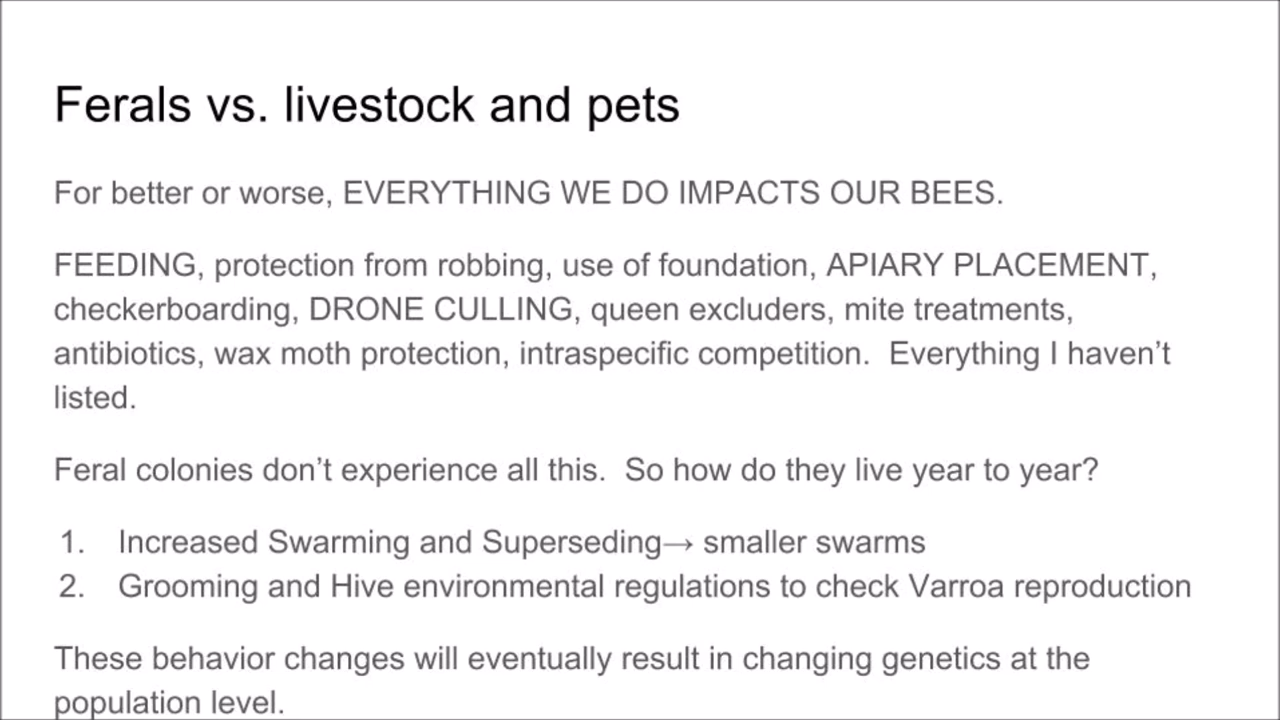 Ferals vs. livestock and pets
For better or worse, EVERYTHING WE DO IMPACTS OUR BEES.
FEEDING, protection from robbing, use of foundation, APIARY PLACEMENT,
checkerboarding, DRONE CULLING, queen excluders, mite treatments,
antibiotics, wax moth protection, intraspecific competition.  Everything I haven’t
listed.
Feral colonies don’t experience all this.  So how do they live year to year?
1. Increased Swarming and Superseding→ smaller swarms
2. Grooming and Hive environmental regulations to check Varroa reproduction
These behavior changes will eventually result in changing genetics at the
population level.